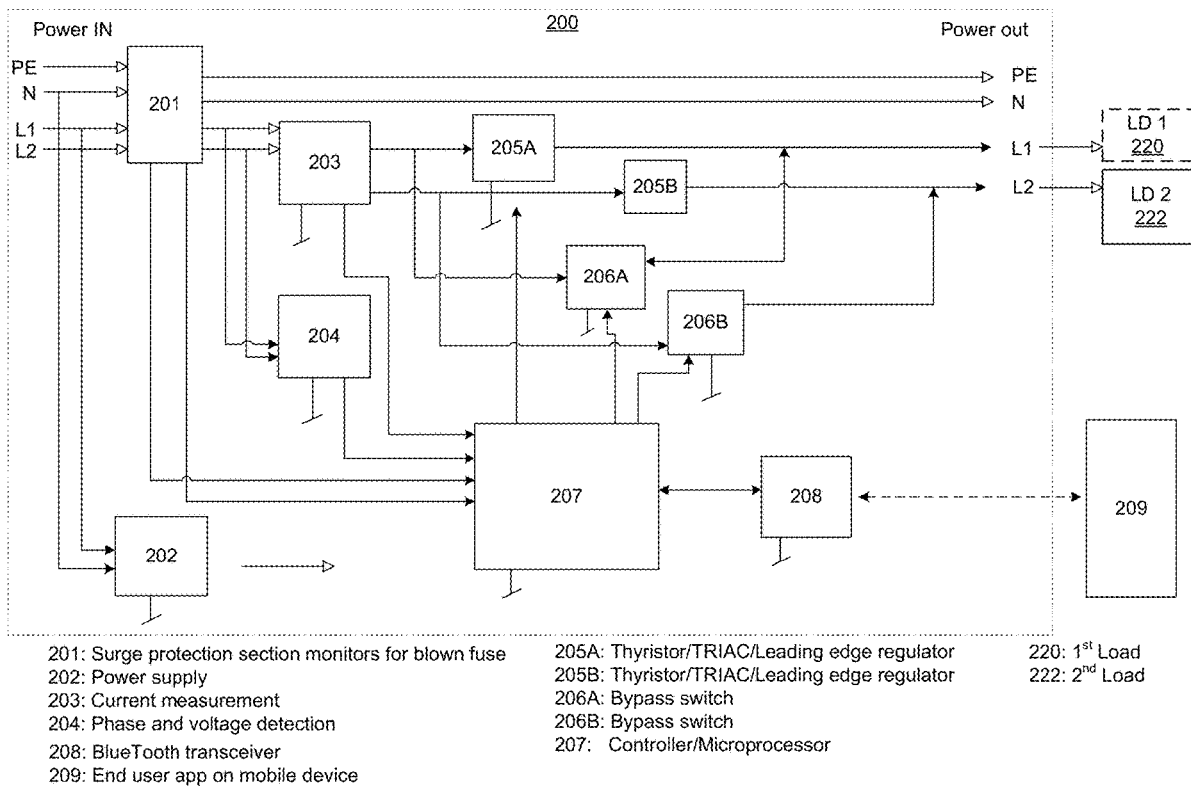 Power IN
200
Power out
PE
N
L1
L2
201
PE
N
203
205A
205B
L1
L2
LD 1
220
LD 2
222
204
206A
206B
207
208
209
202
201: Surge protection section monitors for blown fuse
202: Power supply
203: Current measurement
204: Phase and voltage detection
208: BlueTooth transceiver
209: End user app on mobile device
205A: Thyristor/TRIAC/Leading edge regulator
205B: Thyristor/TRIAC/Leading edge regulator
206A: Bypass switch
206B: Bypass switch
207: Controller/Microprocessor
220: 1st Load
222: 2nd Load